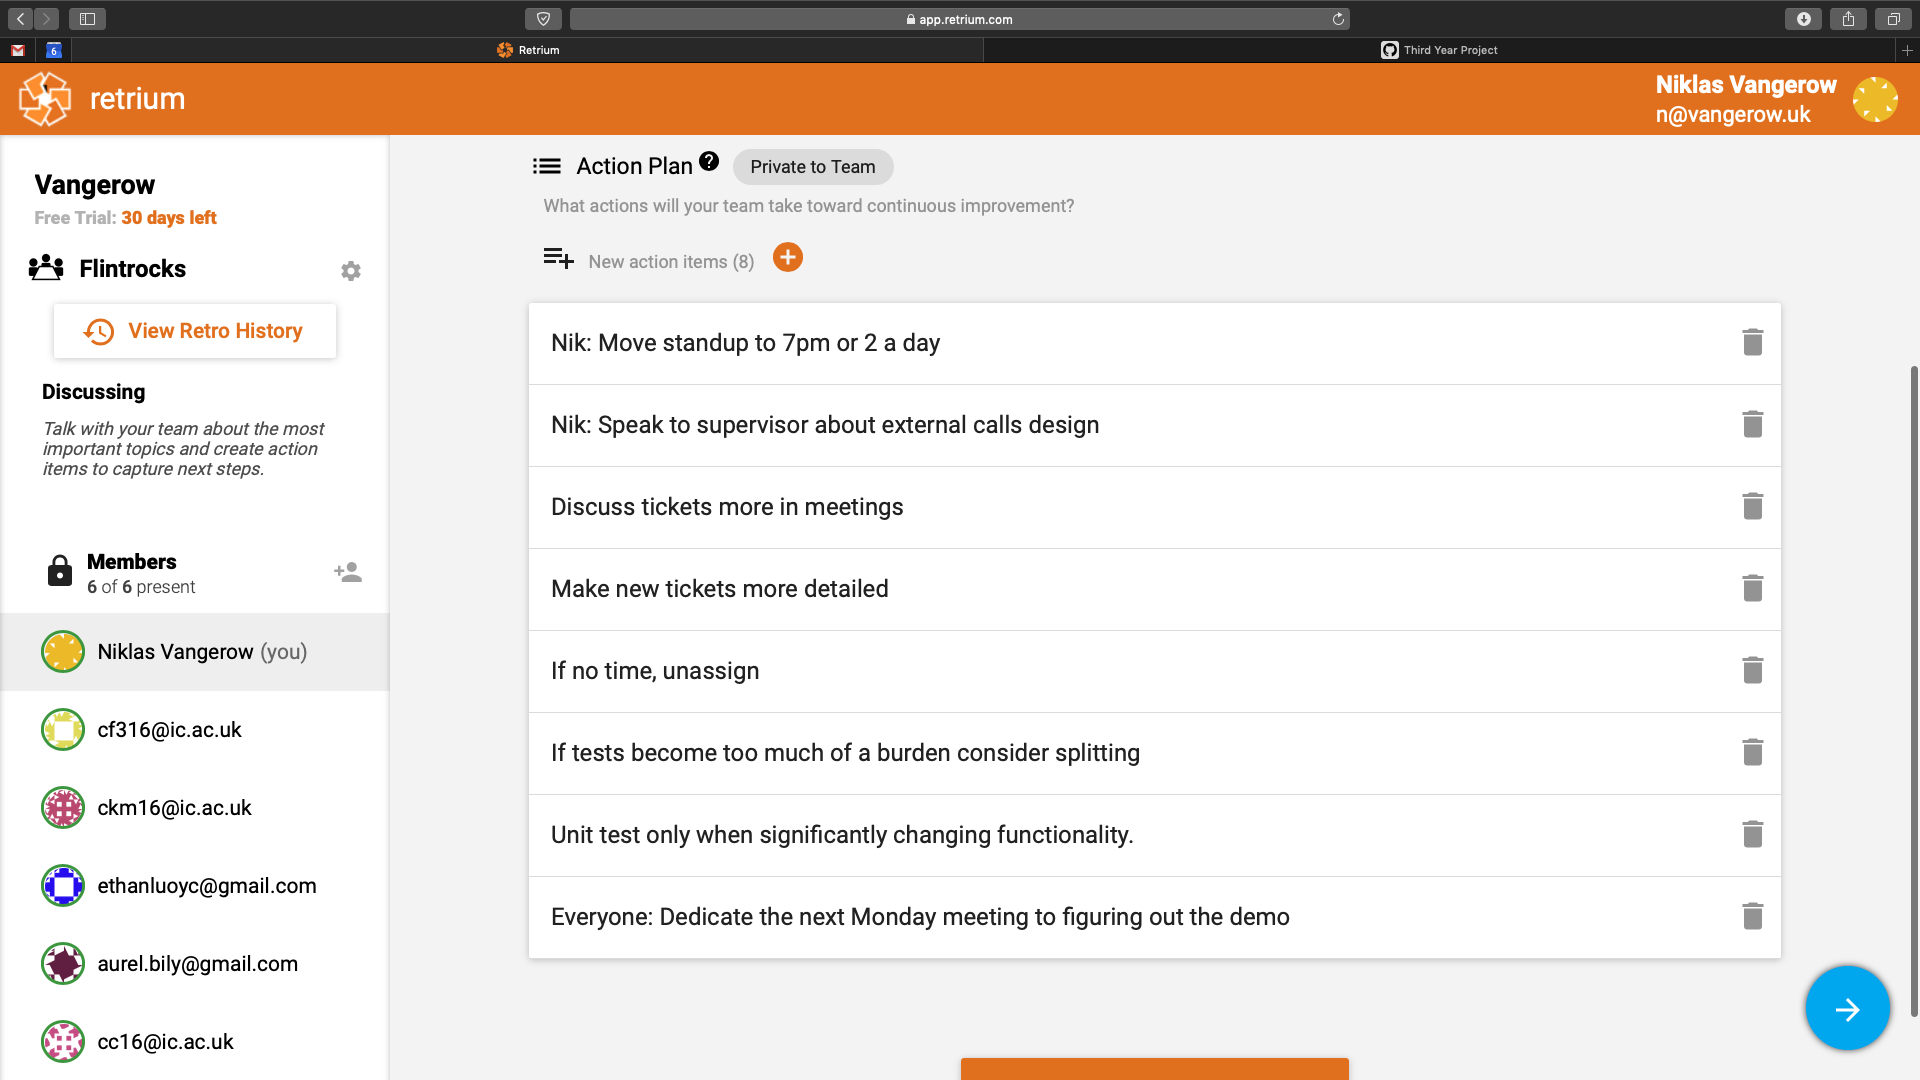 app.retrium.com
6
Retrium
Third Year Project
retrium
Niklas Vangerow
n@vangerow.uk
Vangerow
Free Trial: 30 days left
Flintrocks
View Retro History
Discussing
Talk with your team about the most
important topics and create action
items to capture next steps.
Members
6 of 6 present
Niklas Vangerow (you)
cf316@ic.ac.uk
ckm16@ic.ac.uk
ethanluoyc@gmail.com
aurel.bily@gmail.com
cc16@ic.ac.uk
Action Plan ? Private to Team
What actions will your team take toward continuous improvement?
New action items (8)
Nik: Move standup to 7pm or 2 a day
Nik: Speak to supervisor about external calls design
Discuss tickets more in meetings
Make new tickets more detailed
If no time, unassign
If tests become too much of a burden consider splitting
Unit test only when significantly changing functionality.
Everyone: Dedicate the next Monday meeting to figuring out the demo